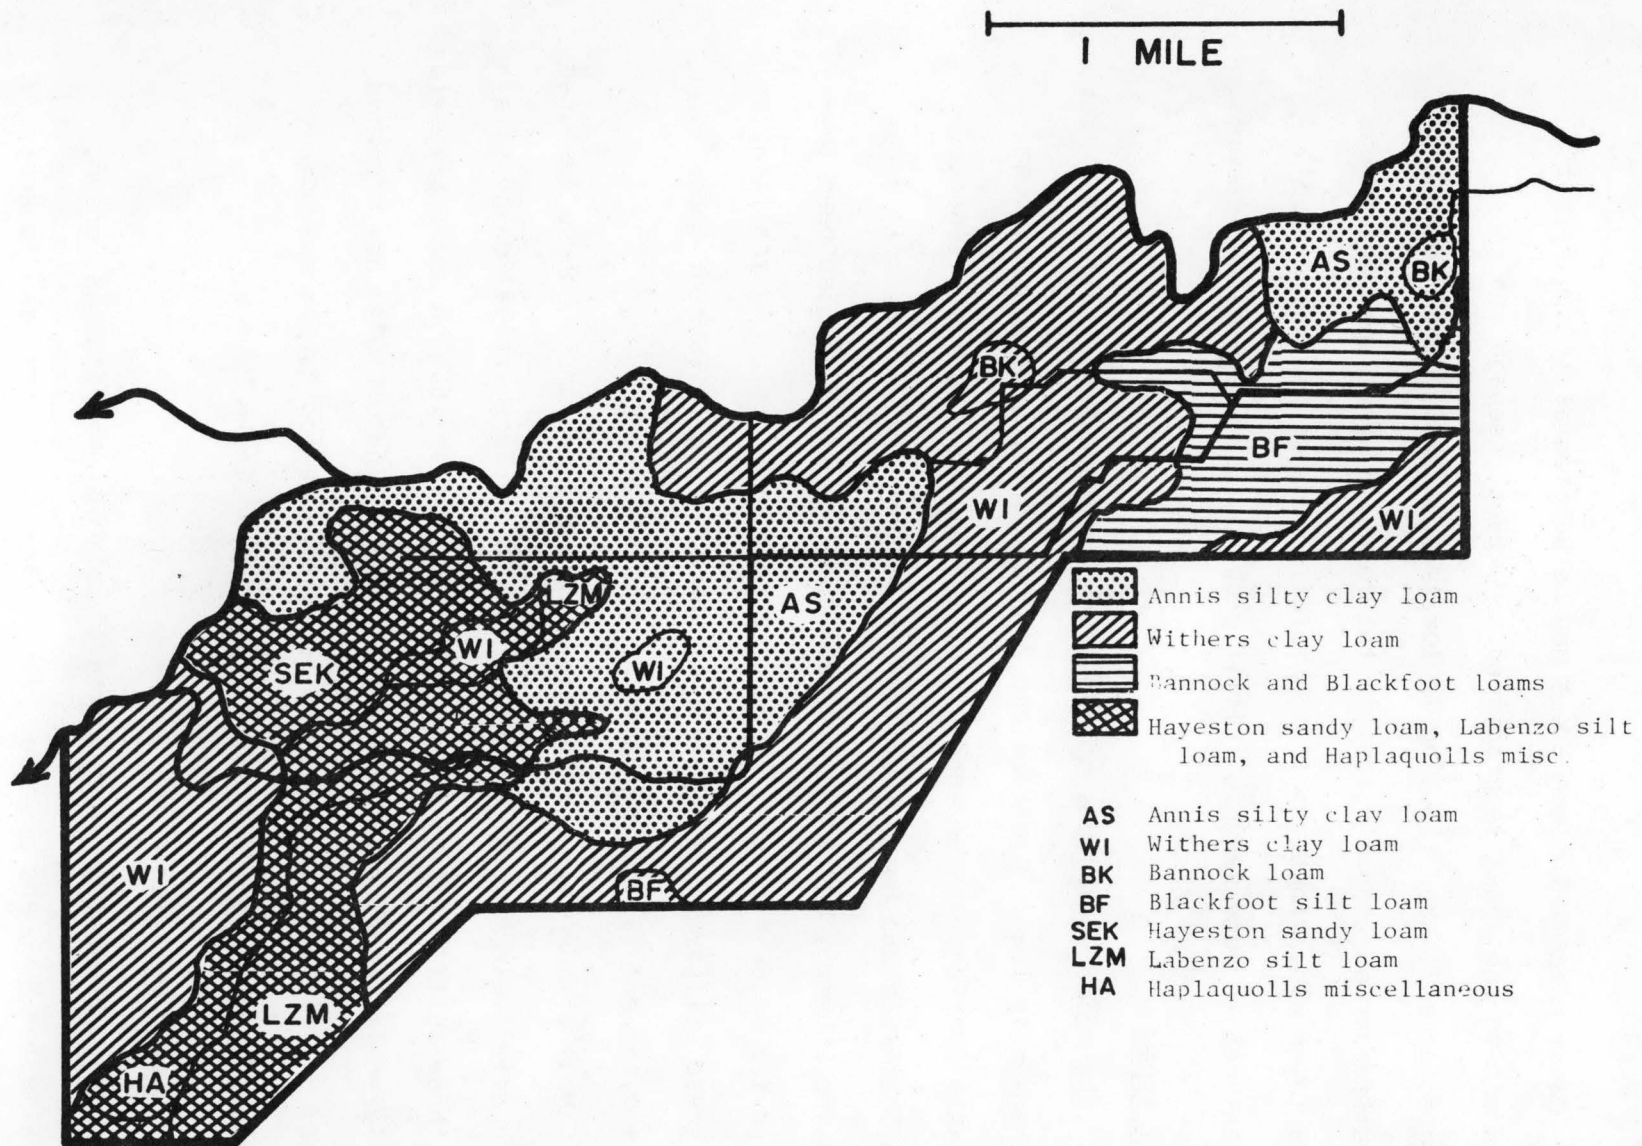 1 MILE
AS
BK
BK
BF
WI
WI
LZM
AS
WI
WI
SEK
WI
BF
LZM
HA
Annis silty clay loam
Withers clay loam
Bannock and Blackfoot loams
Hayeston sandy loam, Labenzo silt
loam, and Haplaquolls misc.
AS Annis silty clay loam
WI Withers clay loam
BK Bannock loam
BF Blackfoot silt loam
SEK Hayeston sandy loam
LZM Labenzo silt loam
HA Haplaquolls miscellaneous